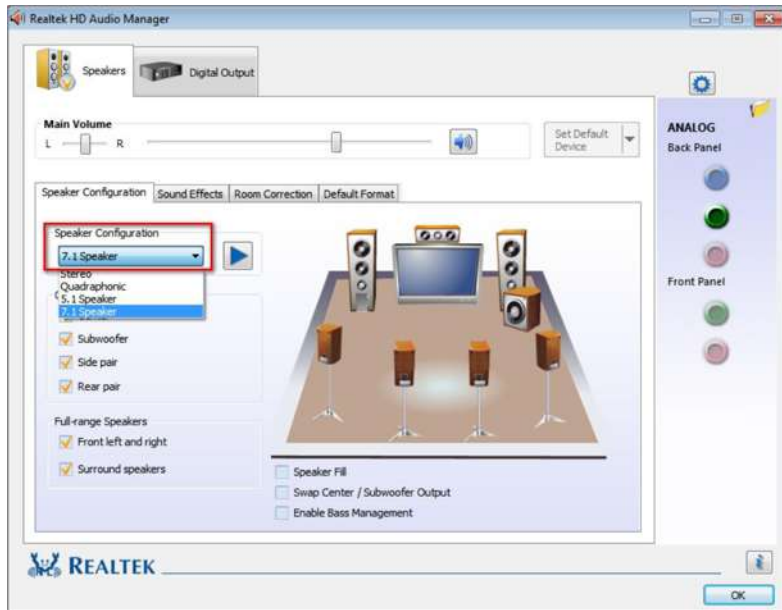 Realtek HD Audio Manager
Speakers
Digital Output
Main Volume
L
R
Set Default
Device
ANALOG
Back Panel
Speaker Configuration
Sound Effects
Room Correction
Default Format
Speaker Configuration
7.1 Speaker
Stereo
Quadraphonic
5.1 Speaker
7.1 Speaker
Subwoofer
Side pair
Rear pair
Front Panel
Full-range Speakers
Front left and right
Surround speakers
Speaker Fill
Swap Center / Subwoofer Output
Enable Bass Management
REALTEK
OK